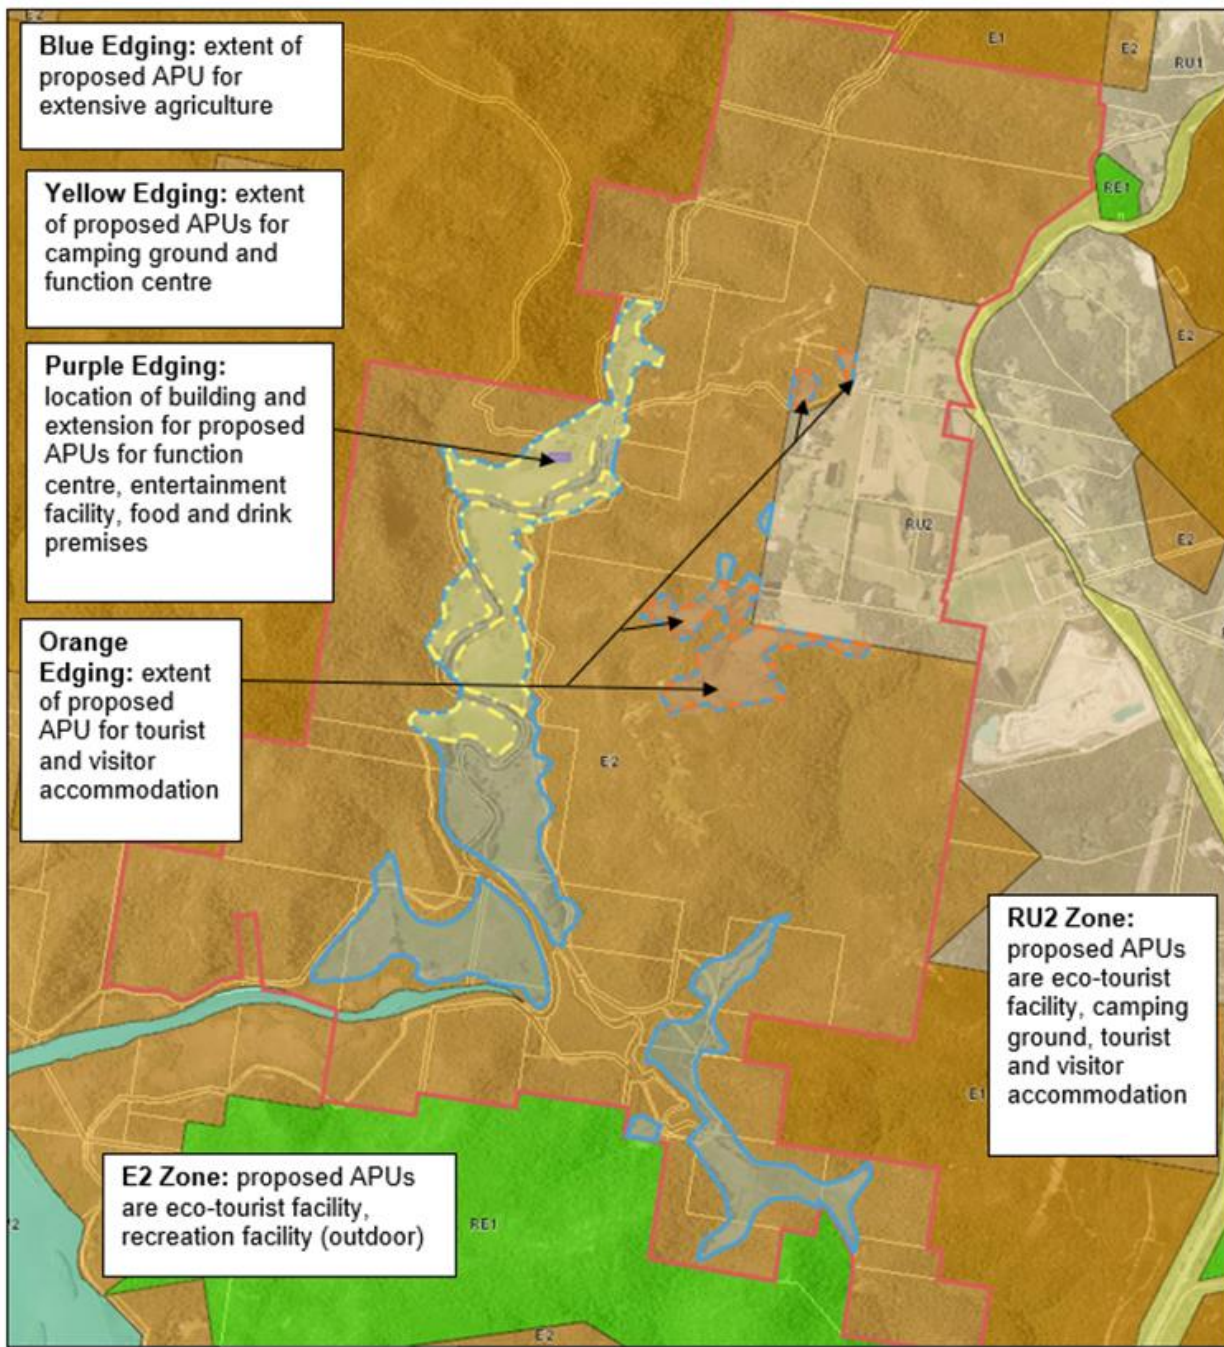 E2
Blue Edging: extent of
proposed APU for
extensive agriculture
E1
E2
RU1
Yellow Edging: extent
of proposed APUs for
camping ground and
function centre
RE1
E2
Purple Edging:
location of building and
extension for proposed
APUs for function
centre, entertainment
facility, food and drink
premises
RU2
E2
Orange
Edging: extent
of proposed
APU for tourist
and visitor
accommodation
E2
RU2 Zone:
proposed APUs
are eco-tourist
facility, camping
ground, tourist
and visitor
accommodation
E1
E2 Zone: proposed APUs
are eco-tourist facility,
recreation facility (outdoor)
RE1
E2